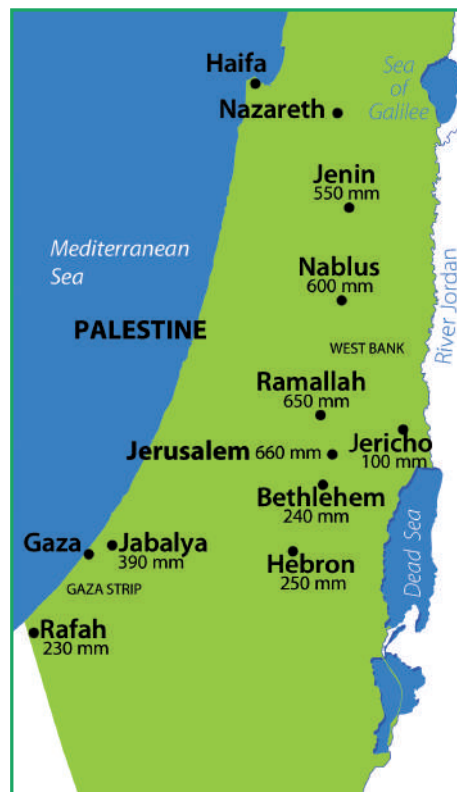 Haifa
Sea
of
Galilee
Nazareth
Jenin
550 mm
Mediterranean
Sea
Nablus
600 mm
River Jordan
PALESTINE
WEST BANK
Ramallah
650 mm
Jericho
100 mm
Jerusalem 660 mm
Bethlehem
240 mm
Gaza
Jabalya
390 mm
Hebron
250 mm
Dead Sea
GAZA STRIP
Rafah
230 mm